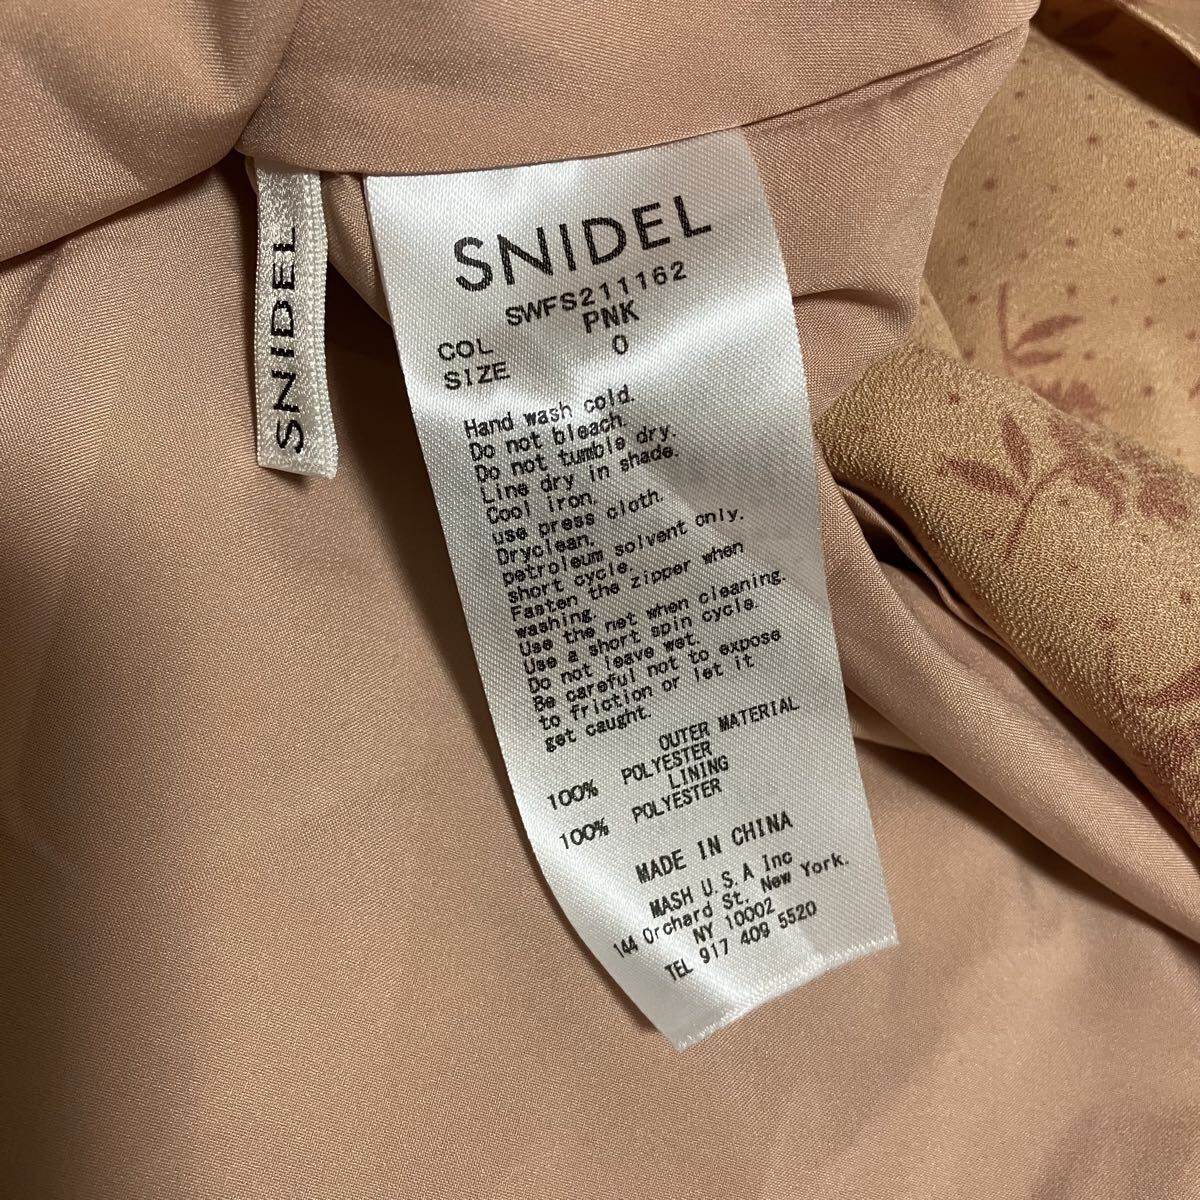 SNIDEL
SNIDEL
SWFS211162
COL PNK
SIZE 0
Hand wash cold.
Do not bleach.
Do not tumble dry.
Line dry in shade.
Cool iron.
use press cloth.
Dryclean.
petroleum solvent only.
short cycle.
Fasten the zipper when
washing.
Use the net when cleaning.
Use a short spin cycle.
Do not leave wet.
Be careful not to expose
to friction or let it
get caught.
OUTER MATERIAL
100% POLYESTER
LINING
100% POLYESTER
MADE IN CHINA
MASH U.S.A Inc
144 Orchard St. New York.
NY 10002
TEL 917 409 5520